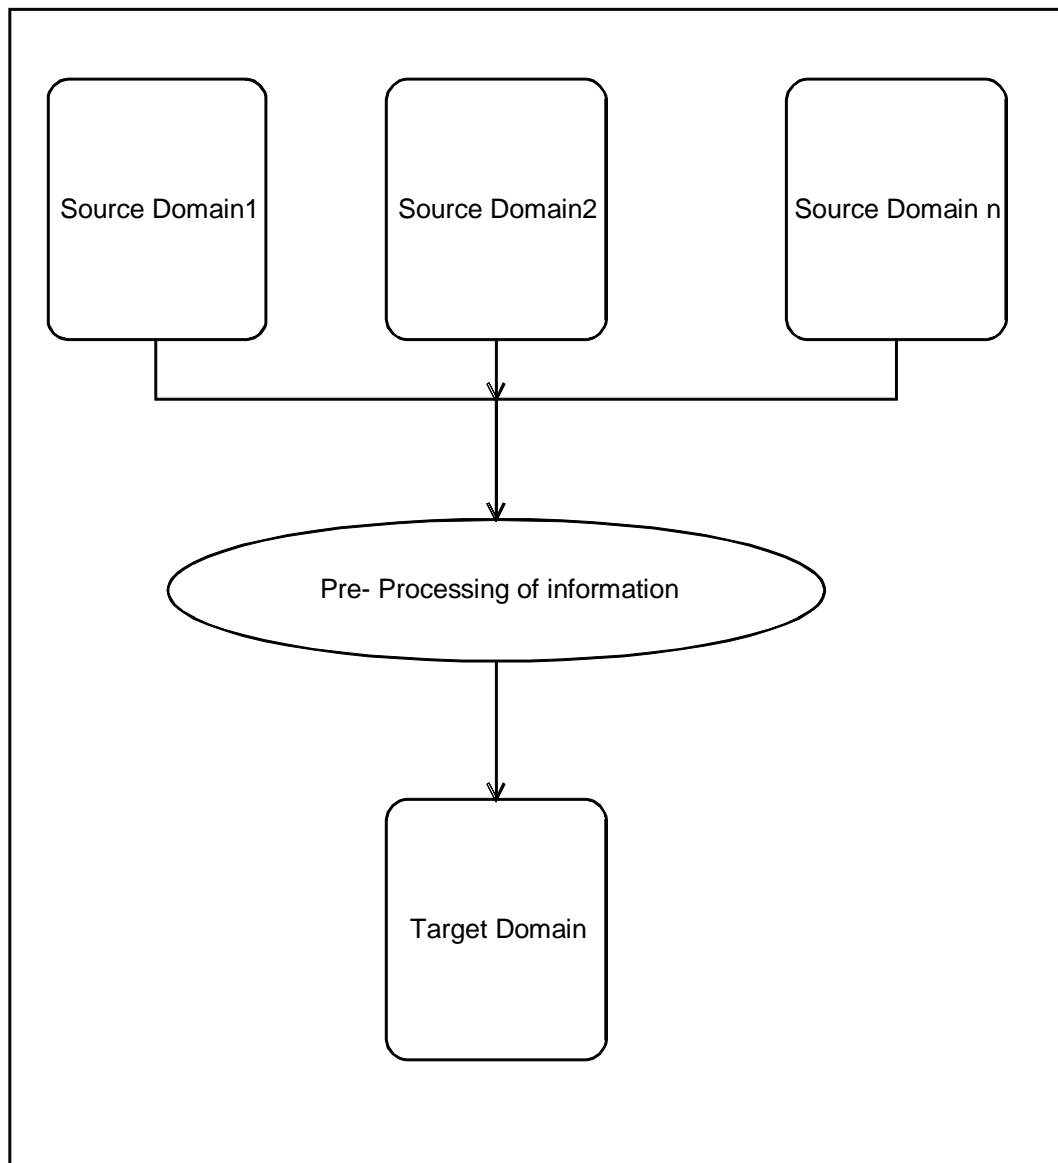 Source Domain1
Source Domain2
Source Domain n
Pre- Processing of information
Target Domain